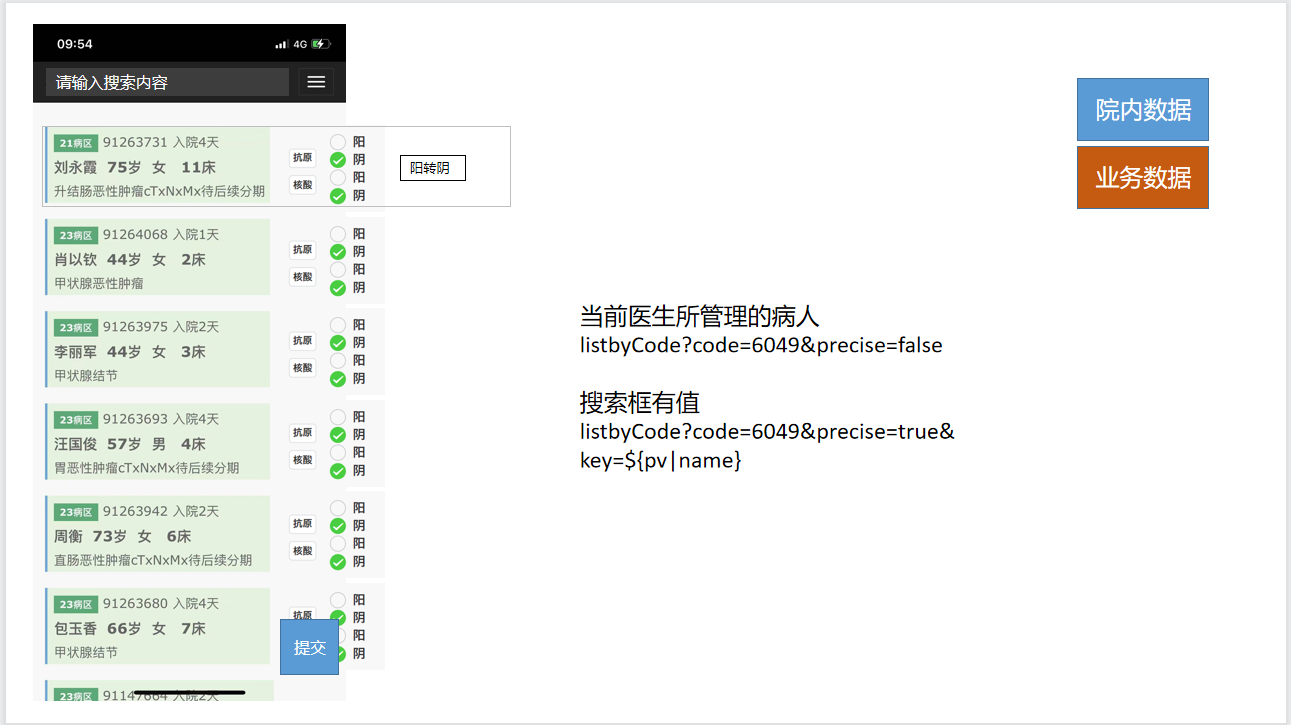 09:54
4G
请输入搜索内容
21病区 91263731 入院4天
刘永霞 75岁 女 11床
升结肠恶性肿瘤cTxNxMx待后续分期
抗原
核酸
阳
阴
阳
阴
阳转阴
23病区 91264068 入院1天
肖以钦 44岁 女 2床
甲状腺恶性肿瘤
抗原
核酸
阳
阴
阳
阴
23病区 91263975 入院2天
李丽军 44岁 女 3床
甲状腺结节
抗原
核酸
阳
阴
阳
阴
23病区 91263693 入院4天
汪国俊 57岁 男 4床
胃恶性肿瘤cTxNxMx待后续分期
抗原
核酸
阳
阴
阳
阴
23病区 91263942 入院2天
周衡 73岁 女 6床
直肠恶性肿瘤cTxNxMx待后续分期
抗原
核酸
阳
阴
阳
阴
23病区 91263680 入院4天
包玉香 66岁 女 7床
甲状腺结节
抗原
阳
阴
阳
阴
提交
23病区 91147664 入院2天
院内数据
业务数据
当前医生所管理的病人
listbyCode?code=6049&precise=false
搜索框有值
listbyCode?code=6049&precise=true&
key=${pv|name}